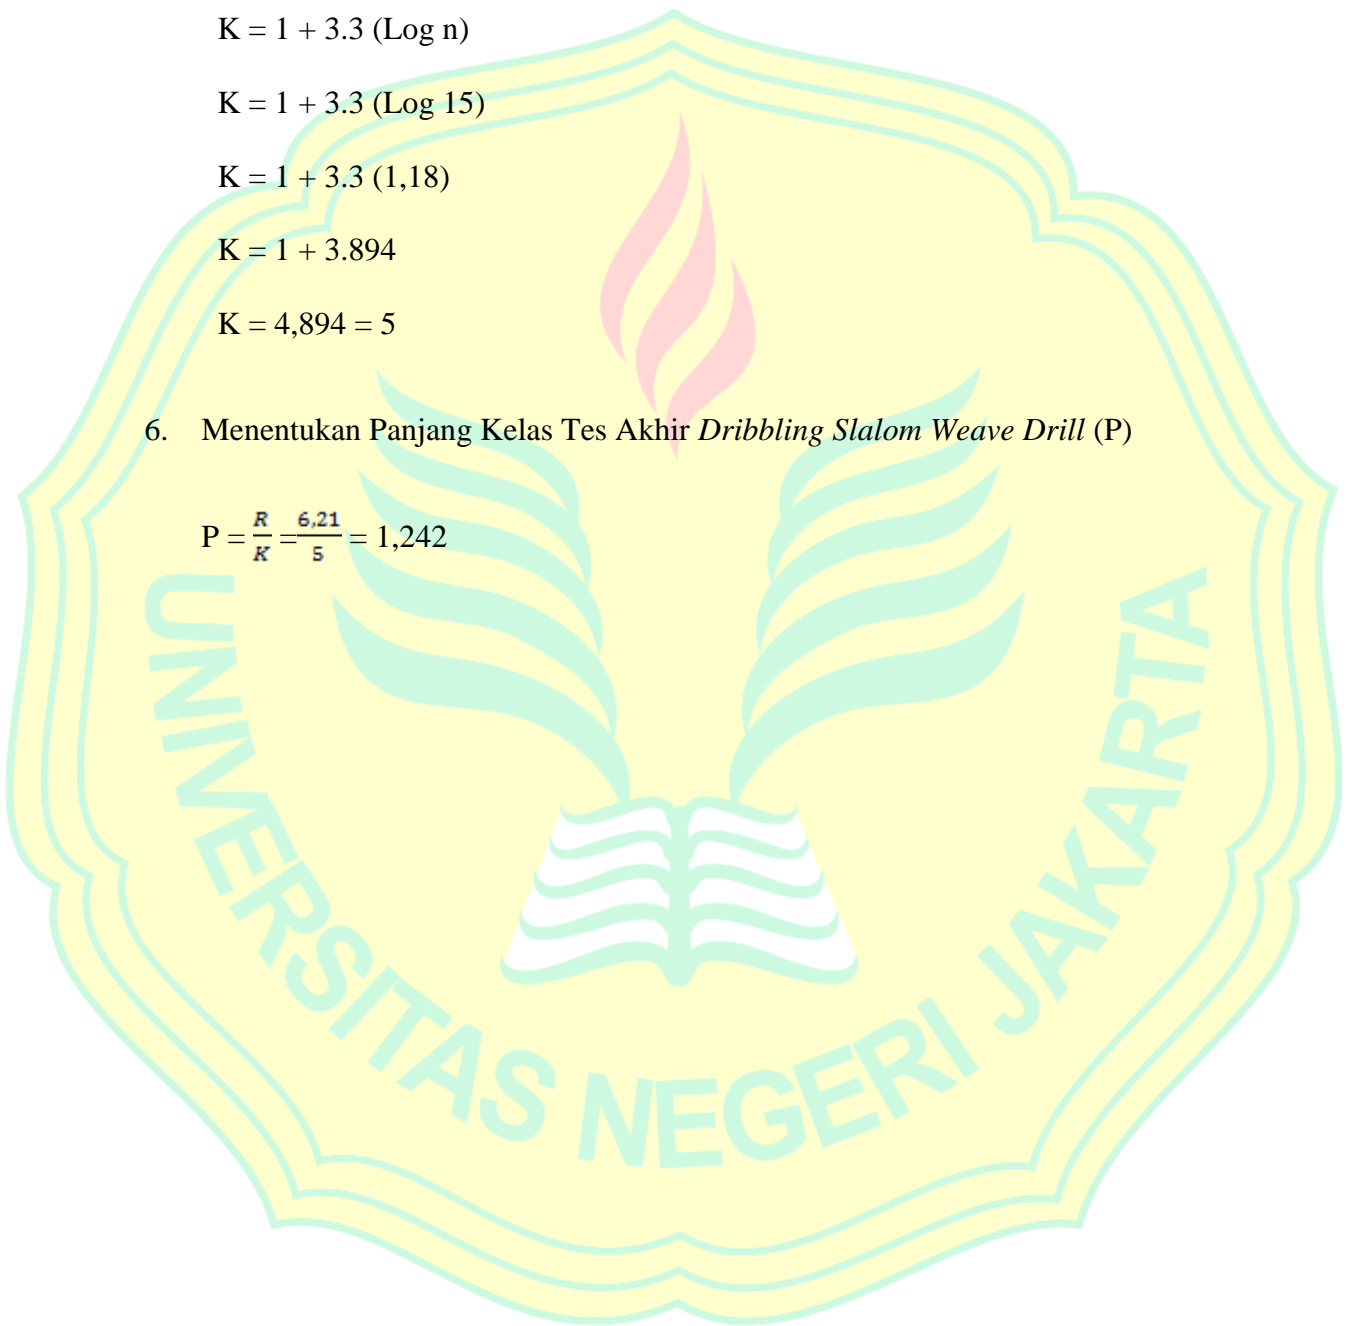 K = 1 + 3.3 (Log n)
K = 1 + 3.3 (Log 15)
K = 1 + 3.3 (1,18)
K = 1 + 3.894
K = 4,894 = 5
6. Menentukan Panjang Kelas Tes Akhir Dribbling Slalom Weave Drill (P)
P = R/K = 6,21/5 = 1,242
UNIVERSITAS NEGERI JAKARTA